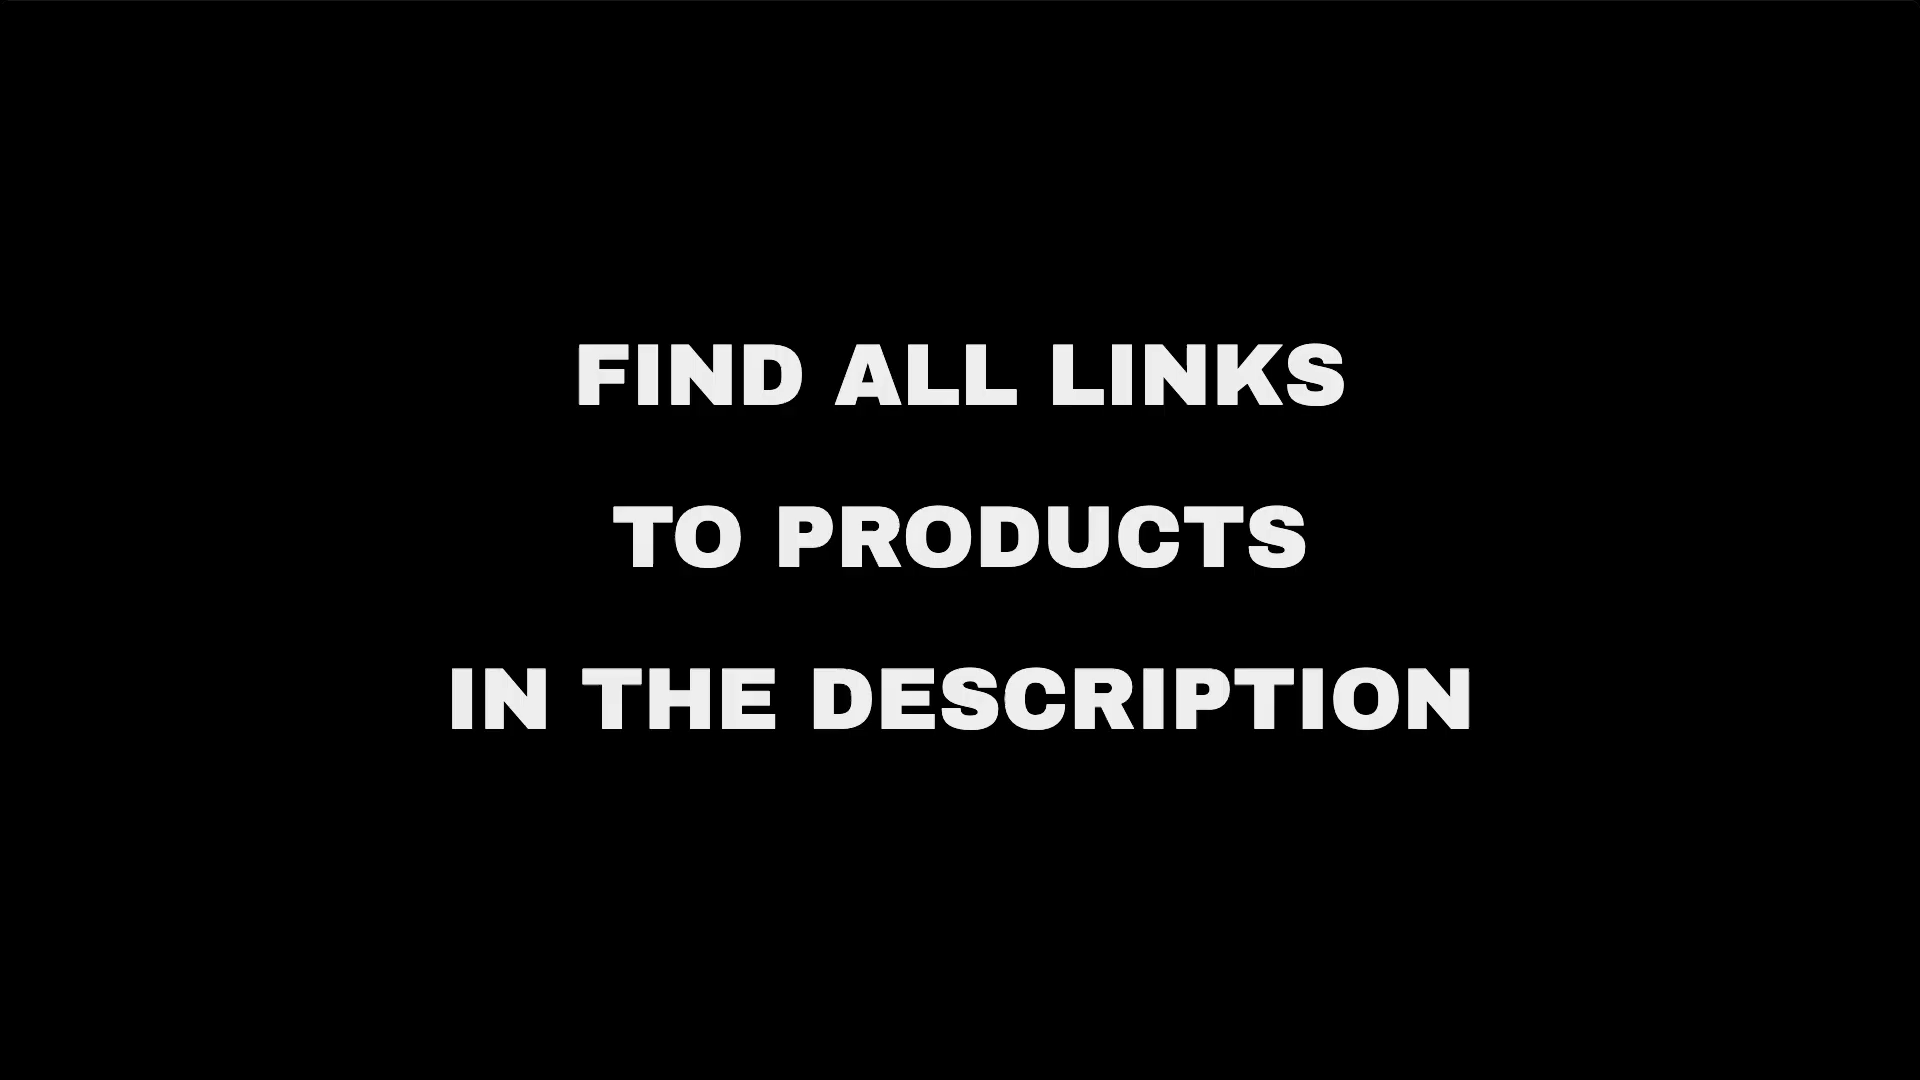 FIND ALL LINKS
TO PRODUCTS
IN THE DESCRIPTION